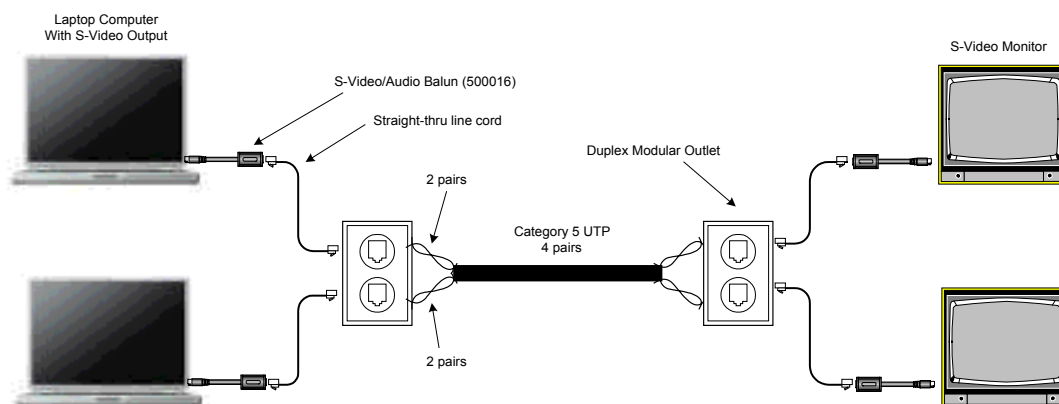 Laptop Computer
With S-Video Output
S-Video Monitor
S-Video/Audio Balun (500016)
Straight-thru line cord
Duplex Modular Outlet
2 pairs
Category 5 UTP
4 pairs
2 pairs